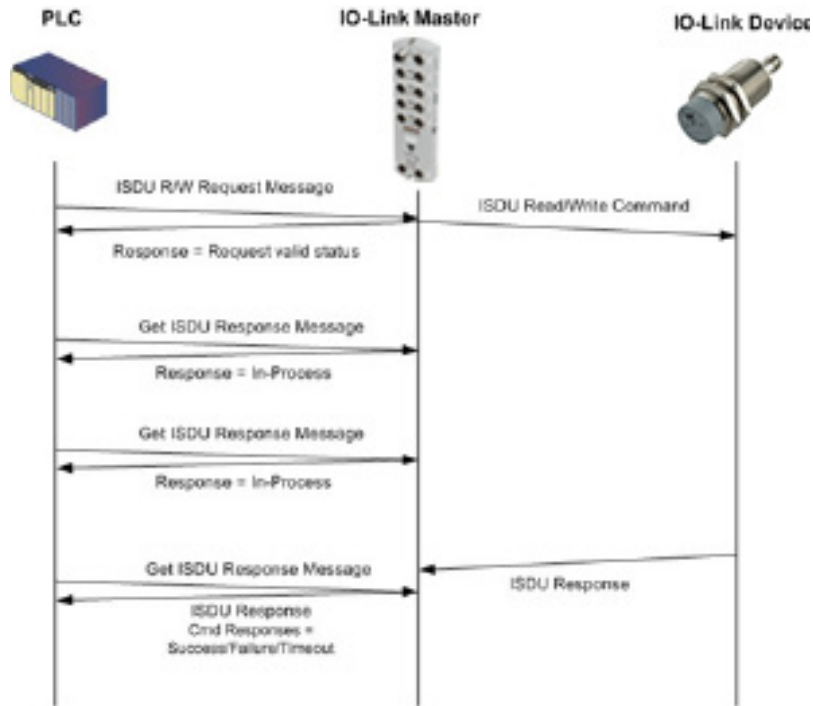 PLC
IO-Link Master
IO-Link Device
ISDU R/W Request Message
ISDU Read/Write Command
Response = Request valid status
Get ISDU Response Message
Response = In-Process
Get ISDU Response Message
Response = In-Process
Get ISDU Response Message
ISDU Response
ISDU Response
Cmd Responses =
Success/Failure/Timeout